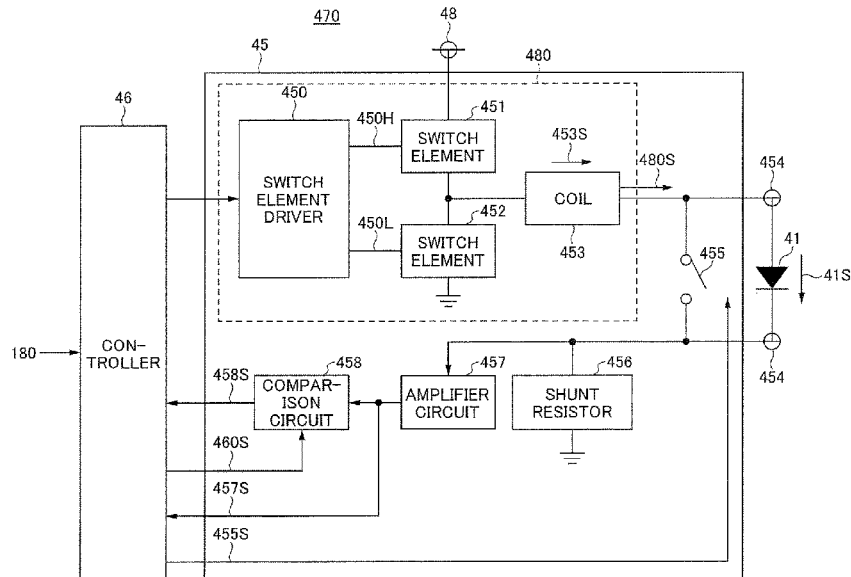 470
48
45
480
46
450
450H
451
SWITCH
ELEMENT
453S
480S
454
SWITCH
ELEMENT
DRIVER
452
COIL
450L
SWITCH
ELEMENT
453
455
41
41S
180
CON-
TROLLER
458S
458
COMPAR-
ISON
CIRCUIT
457
AMPLIFIER
CIRCUIT
456
SHUNT
RESISTOR
454
460S
457S
455S